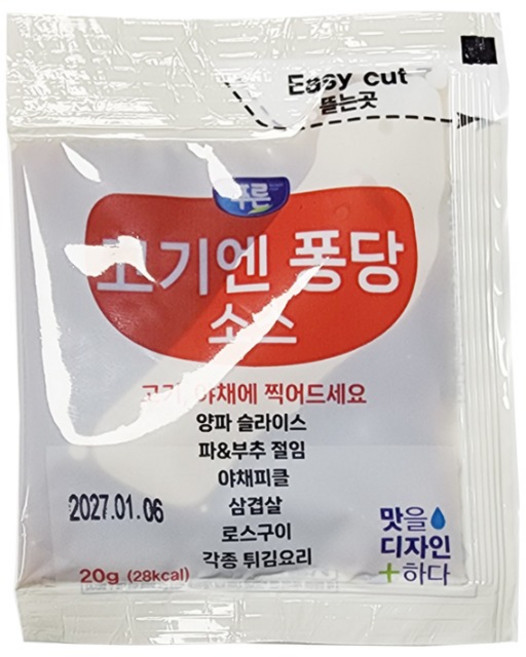 Easy cut
뜯는곳
푸른
고기엔 퐁당
소스
고기, 야채에 찍어드세요
양파 슬라이스
파&부추 절임
야채피클
삼겹살
로스구이
각종 튀김요리
2027.01.06
20g (28kcal)
맛을
디자인
+하다